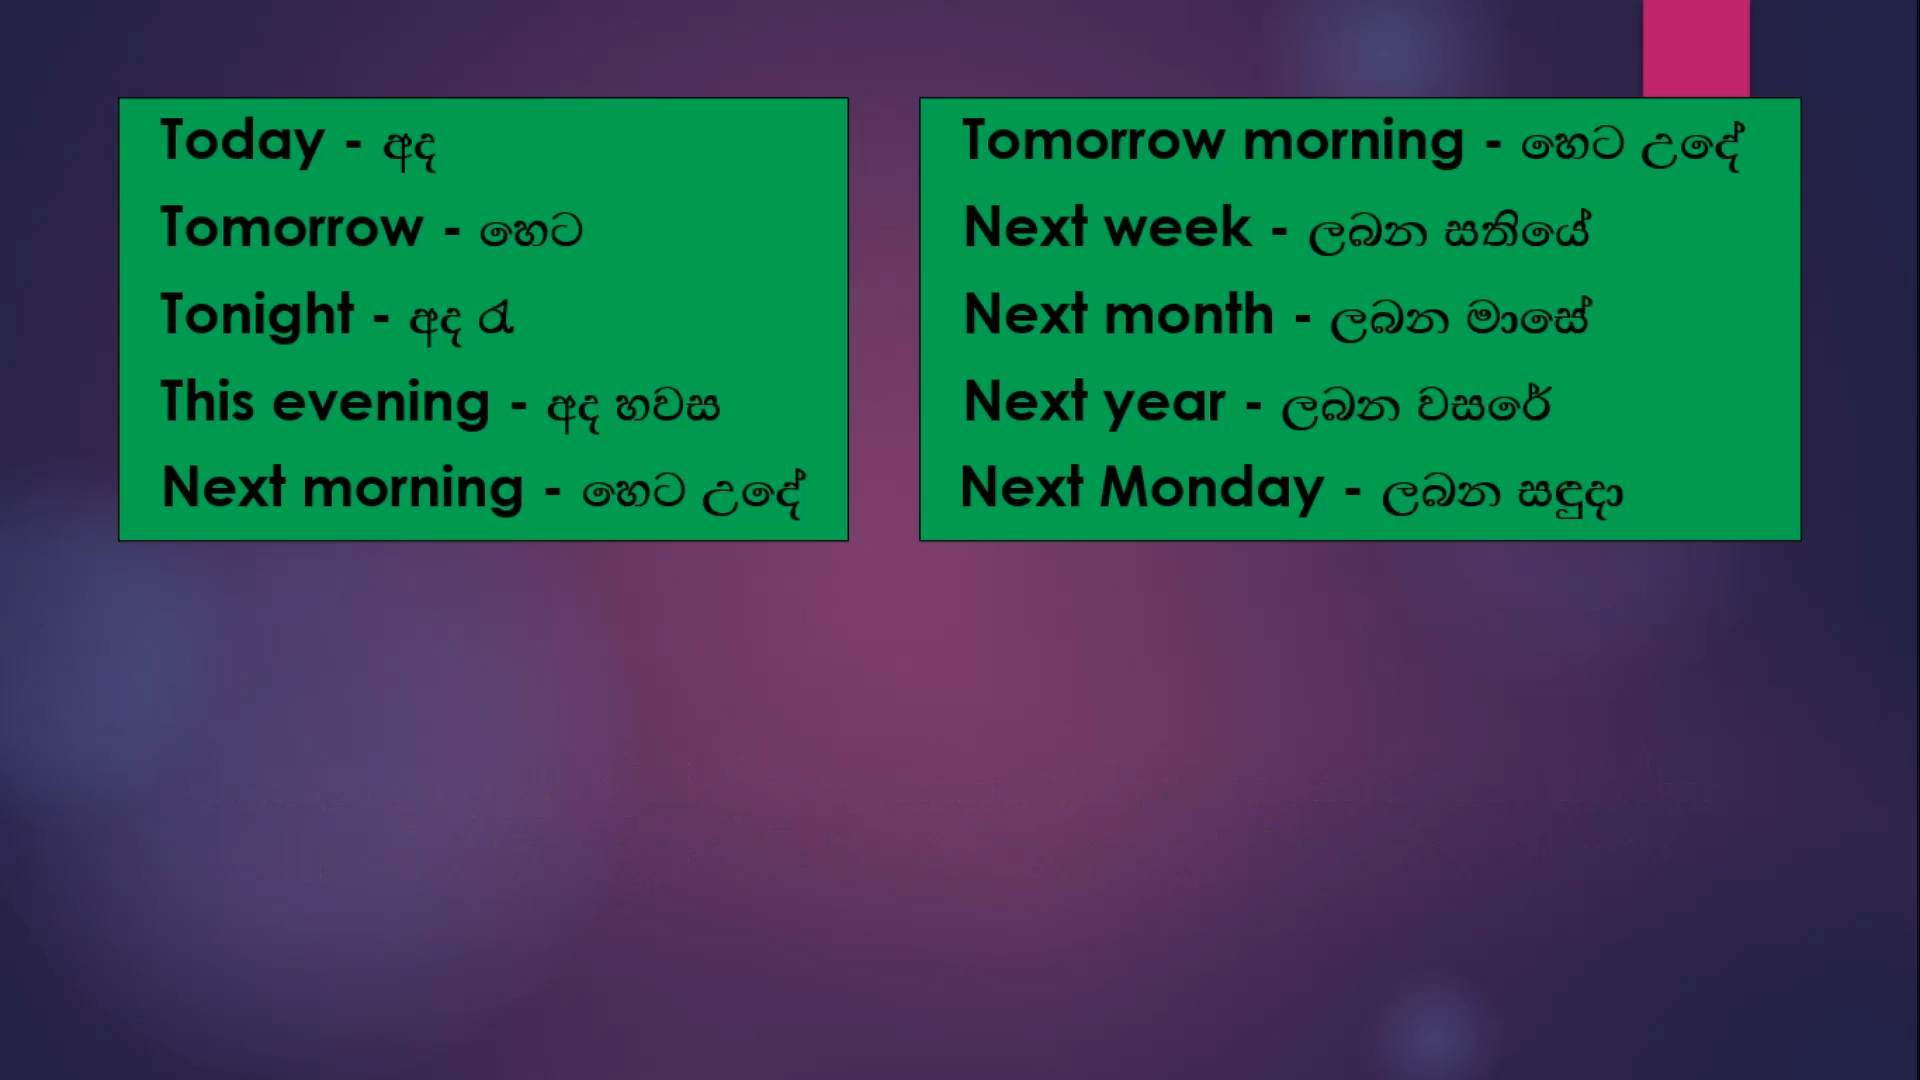 Today - අද
Tomorrow - හෙට
Tonight - අද රෑ
This evening - අද හවස
Next morning - හෙට උදේ
Tomorrow morning - හෙට උදේ
Next week - ලබන සතියේ
Next month - ලබන මාසේ
Next year - ලබන වසරේ
Next Monday - ලබන සඳුදා